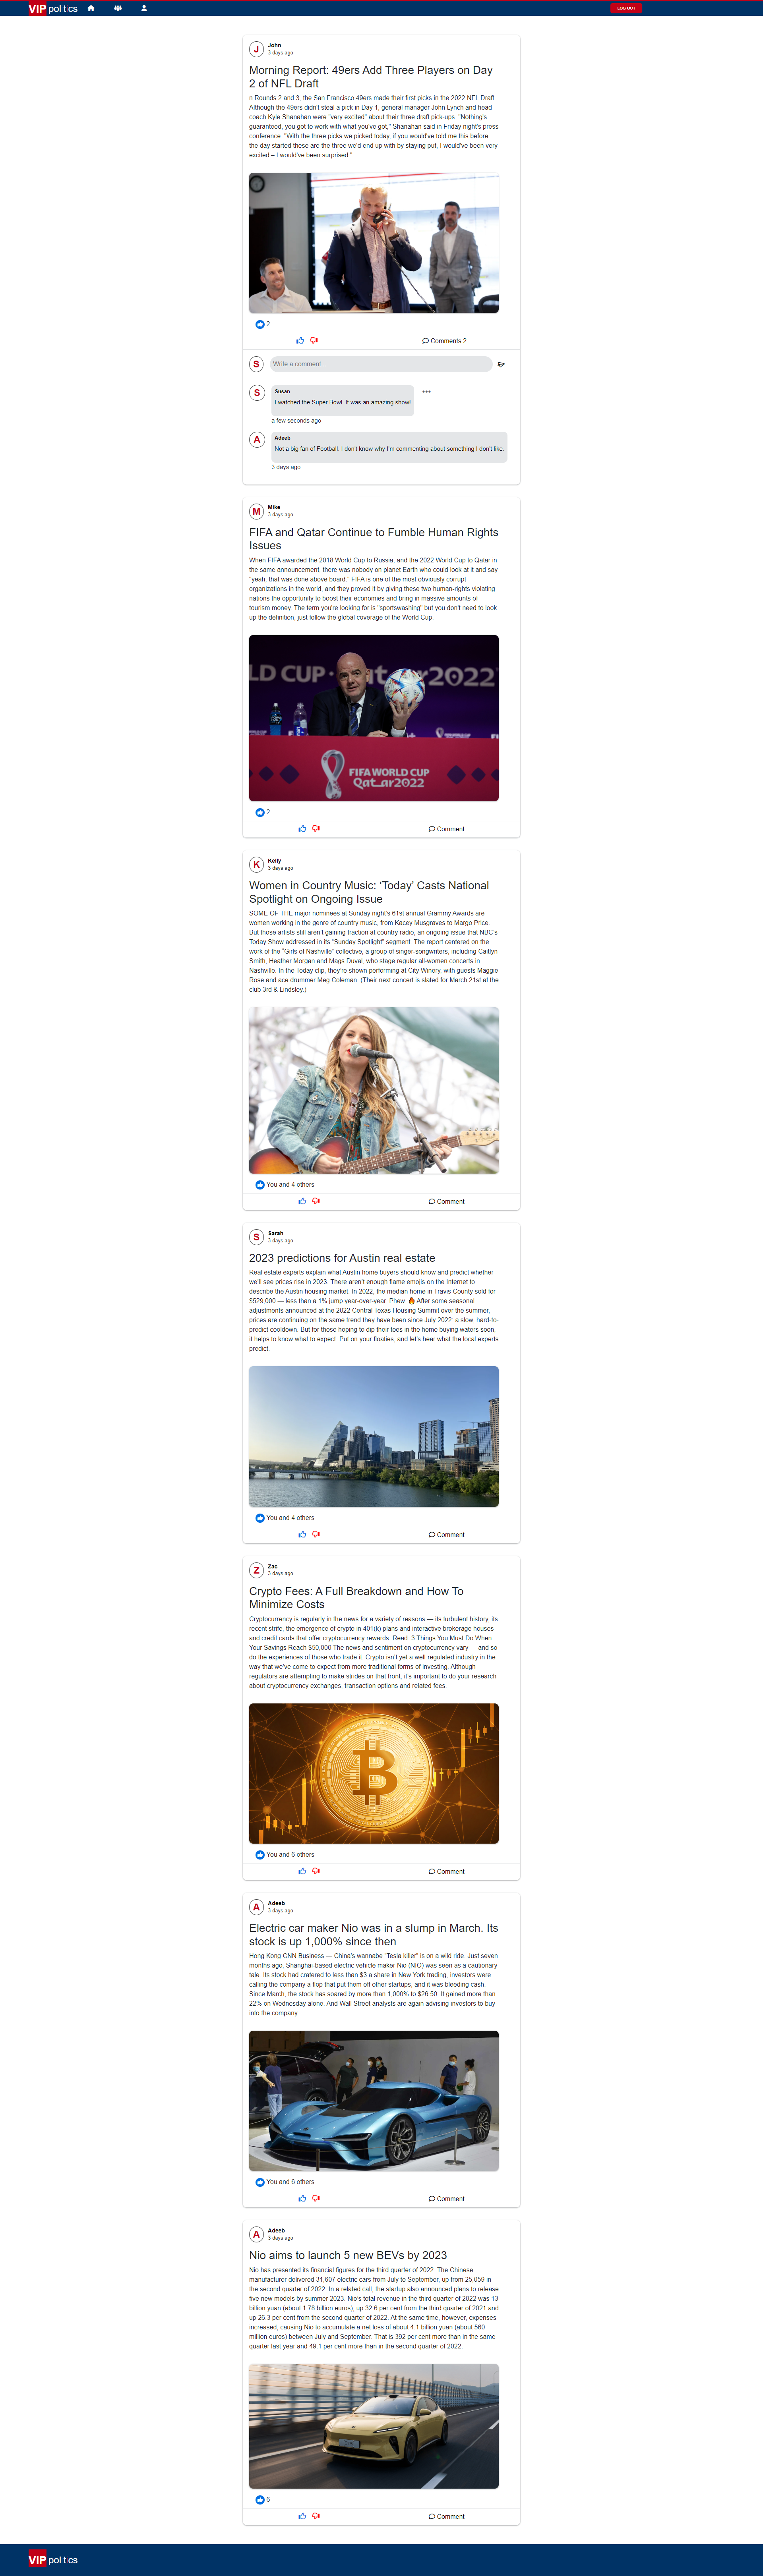 VIP pol t cs
LOG OUT
J
John
3 days ago
Morning Report: 49ers Add Three Players on Day
2 of NFL Draft
n Rounds 2 and 3, the San Francisco 49ers made their first picks in the 2022 NFL Draft.
Although the 49ers didn't steal a pick in Day 1, general manager John Lynch and head
coach Kyle Shanahan were "very excited" about their three draft pick-ups. "Nothing's
guaranteed, you got to work with what you've got," Shanahan said in Friday night's press
conference. "With the three picks we picked today, if you would've told me this before
the day started these are the three we'd end up with by staying put, I would've been very
excited – I would've been surprised."
2
Comments 2
S
Write a comment...
S
Susan
I watched the Super Bowl. It was an amazing show!
a few seconds ago
A
Adeeb
Not a big fan of Football. I don't know why I'm commenting about something I don't like.
3 days ago
M
Mike
3 days ago
FIFA and Qatar Continue to Fumble Human Rights
Issues
When FIFA awarded the 2018 World Cup to Russia, and the 2022 World Cup to Qatar in
the same announcement, there was nobody on planet Earth who could look at it and say
"yeah, that was done above board." FIFA is one of the most obviously corrupt
organizations in the world, and they proved it by giving these two human-rights violating
nations the opportunity to boost their economies and bring in massive amounts of
tourism money. The term you're looking for is "sportswashing" but you don't need to look
up the definition, just follow the global coverage of the World Cup.
LD CUP
2022
FIFA WORLD CUP
Qatar2022
2
Comment
K
Kelly
3 days ago
Women in Country Music: ‘Today’ Casts National
Spotlight on Ongoing Issue
SOME OF THE major nominees at Sunday night’s 61st annual Grammy Awards are
women working in the genre of country music, from Kacey Musgraves to Margo Price.
But those artists still aren’t gaining traction at country radio, an ongoing issue that NBC’s
Today Show addressed in its “Sunday Spotlight” segment. The report centered on the
work of the “Girls of Nashville” collective, a group of singer-songwriters, including Caitlyn
Smith, Heather Morgan and Mags Duval, who stage regular all-women concerts in
Nashville. In the Today clip, they’re shown performing at City Winery, with guests Maggie
Rose and ace drummer Meg Coleman. (Their next concert is slated for March 21st at the
club 3rd & Lindsley.)
You and 4 others
Comment
S
Sarah
3 days ago
2023 predictions for Austin real estate
Real estate experts explain what Austin home buyers should know and predict whether
we’ll see prices rise in 2023. There aren’t enough flame emojis on the Internet to
describe the Austin housing market. In 2022, the median home in Travis County sold for
$529,000 — less than a 1% jump year-over-year. Phew. 🔥 After some seasonal
adjustments announced at the 2022 Central Texas Housing Summit over the summer,
prices are continuing on the same trend they have been since July 2022: a slow, hard-to-
predict cooldown. But for those hoping to dip their toes in the home buying waters soon,
it helps to know what to expect. Put on your floaties, and let’s hear what the local experts
predict.
You and 4 others
Comment
Z
Zac
3 days ago
Crypto Fees: A Full Breakdown and How To
Minimize Costs
Cryptocurrency is regularly in the news for a variety of reasons — its turbulent history, its
recent strife, the emergence of crypto in 401(k) plans and interactive brokerage houses
and credit cards that offer cryptocurrency rewards. Read: 3 Things You Must Do When
Your Savings Reach $50,000 The news and sentiment on cryptocurrency vary — and so
do the experiences of those who trade it. Crypto isn’t yet a well-regulated industry in the
way that we’ve come to expect from more traditional forms of investing. Although
regulators are attempting to make strides on that front, it’s important to do your research
about cryptocurrency exchanges, transaction options and related fees.
You and 6 others
Comment
A
Adeeb
3 days ago
Electric car maker Nio was in a slump in March. Its
stock is up 1,000% since then
Hong Kong CNN Business — China’s wannabe “Tesla killer” is on a wild ride. Just seven
months ago, Shanghai-based electric vehicle maker Nio (NIO) was seen as a cautionary
tale. Its stock had cratered to less than $3 a share in New York trading, investors were
calling the company a flop that put them off other startups, and it was bleeding cash.
Since March, the stock has soared by more than 1,000% to $26.50. It gained more than
22% on Wednesday alone. And Wall Street analysts are again advising investors to buy
into the company.
You and 6 others
Comment
A
Adeeb
3 days ago
Nio aims to launch 5 new BEVs by 2023
Nio has presented its financial figures for the third quarter of 2022. The Chinese
manufacturer delivered 31,607 electric cars from July to September, up from 25,059 in
the second quarter of 2022. In a related call, the startup also announced plans to release
five new models by summer 2023. Nio’s total revenue in the third quarter of 2022 was 13
billion yuan (about 1.78 billion euros), up 32.6 per cent from the third quarter of 2021 and
up 26.3 per cent from the second quarter of 2022. At the same time, however, expenses
increased, causing Nio to accumulate a net loss of about 4.1 billion yuan (about 560
million euros) between July and September. That is 392 per cent more than in the same
quarter last year and 49.1 per cent more than in the second quarter of 2022.
6
Comment
VIP pol t cs